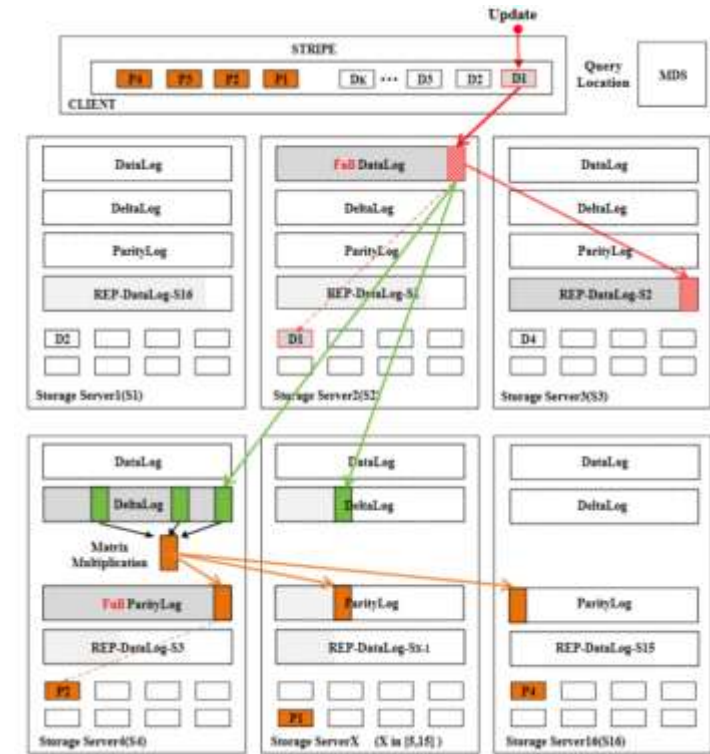 Update
STRIPE
P4 P3 P2 P1 DK ••• D3 D2 D1
CLIENT
Query
Location
MDS
DataLog
DeltaLog
ParityLog
REP-DataLog-S16
D2
Storage Server1(S1)
Full DataLog
DeltaLog
ParityLog
REP-DataLog-S1
D1
Storage Server2(S2)
DataLog
DeltaLog
ParityLog
REP-DataLog-S2
D4
Storage Server3(S3)
DataLog
DeltaLog
Matrix
Multiplication
Full ParityLog
REP-DataLog-S3
P2
Storage Server4(S4)
DataLog
DeltaLog
ParityLog
REP-DataLog-SX-1
P1
Storage ServerX (X in [5,15] )
DataLog
DeltaLog
ParityLog
REP-DataLog-S15
P4
Storage Server16(S16)